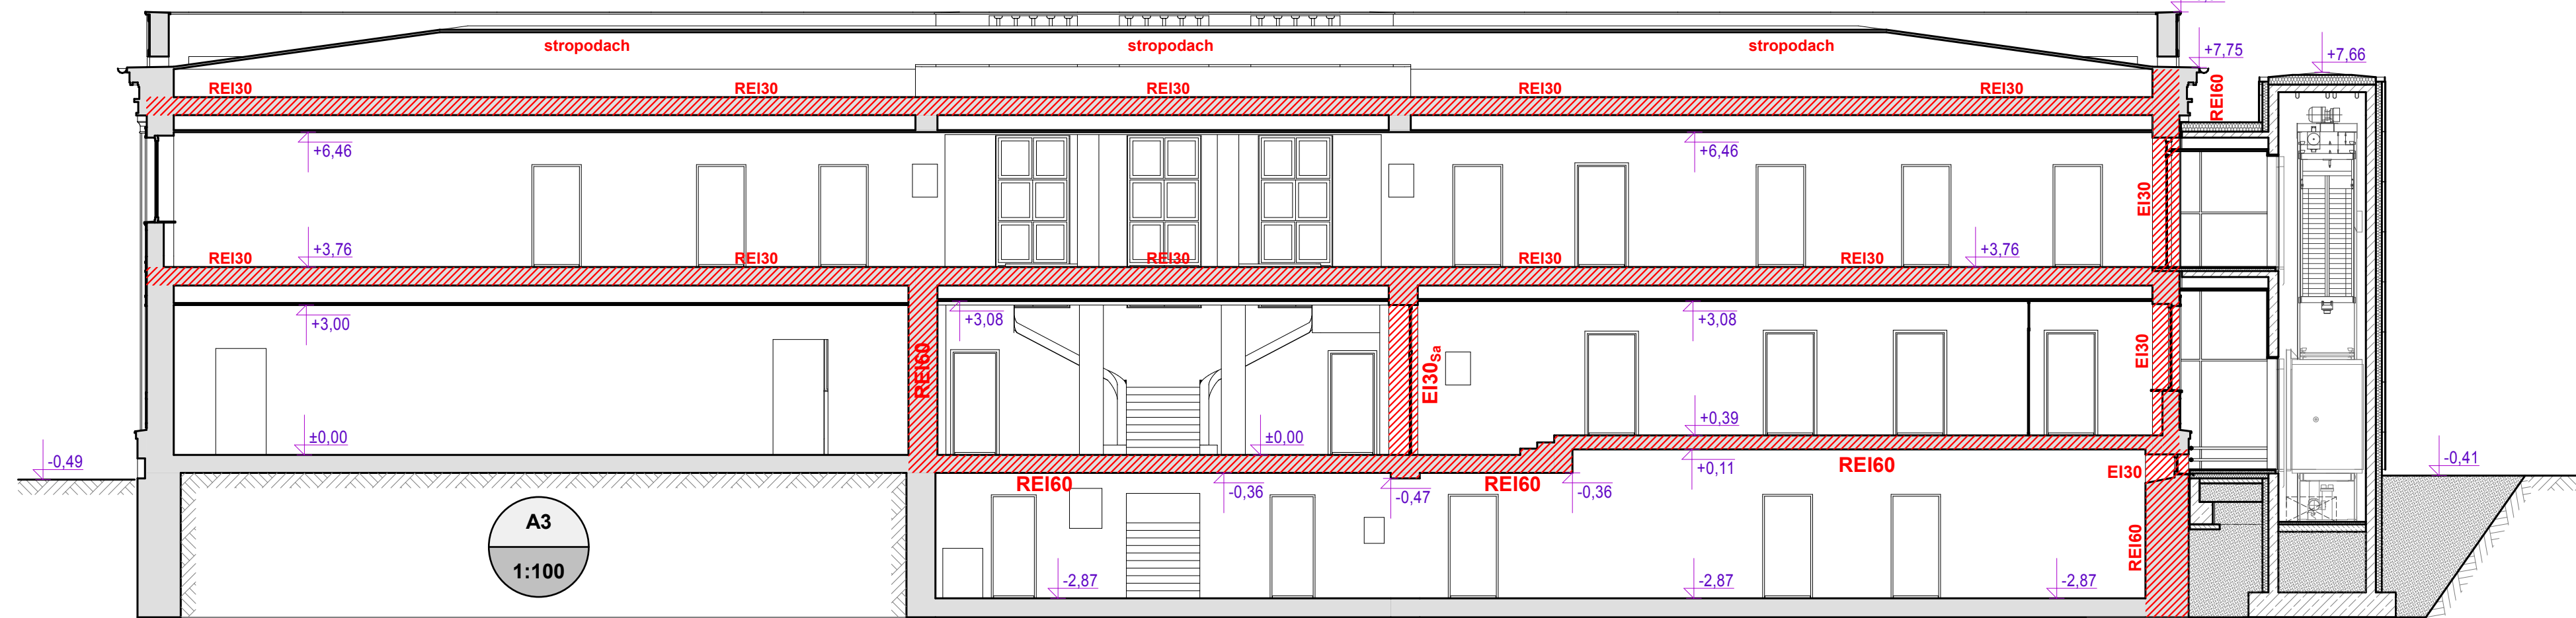 stropodach stropodach stropodach
+7,75
+7,66
REI30 REI30 REI30 REI30 REI30
REI60
+6,46 +6,46
EI30
+3,76 +3,76
REI30 REI30 REI30 REI30 REI30
+3,00 +3,08 +3,08
REI60
EI30Sa
EI30
+0,39
±0,00 ±0,00
-0,49 +0,11 REI60 -0,41
REI60 -0,36 -0,47 REI60 -0,36 EI30
A3
1:100
REI60
-2,87 -2,87 -2,87